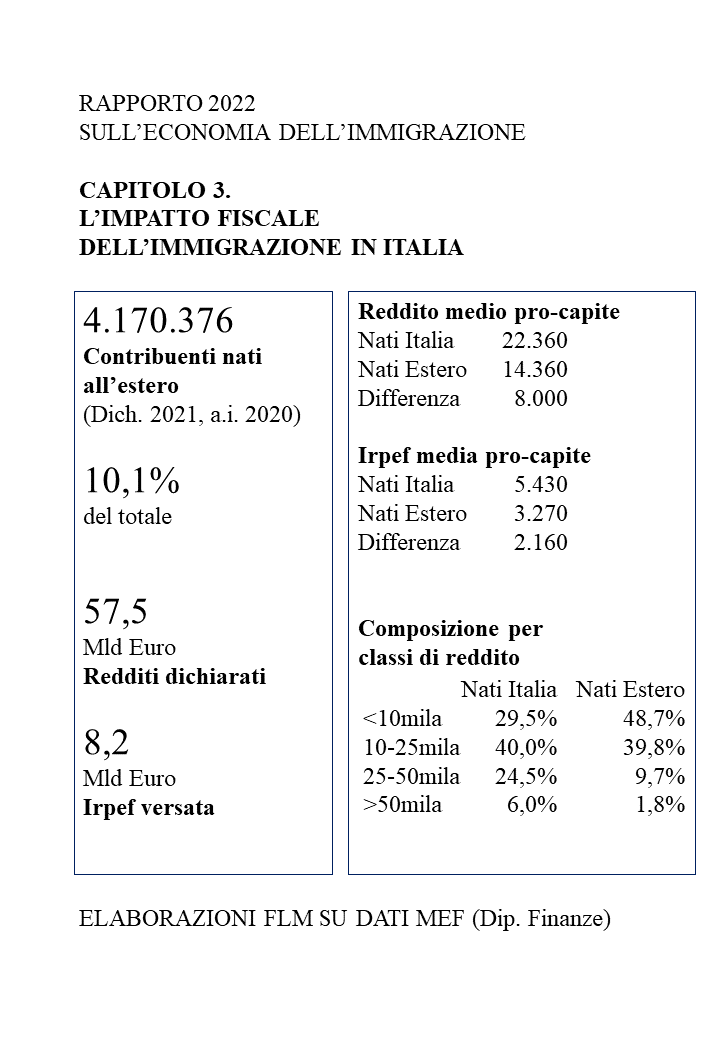 RAPPORTO 2022
SULL’ECONOMIA DELL’IMMIGRAZIONE
CAPITOLO 3.
L’IMPATTO FISCALE
DELL’IMMIGRAZIONE IN ITALIA
4.170.376
Contribuenti nati
all’estero
(Dich. 2021, a.i. 2020)
10,1%
del totale
57,5
Mld Euro
Redditi dichiarati
8,2
Mld Euro
Irpef versata
Reddito medio pro-capite
Nati Italia 22.360
Nati Estero 14.360
Differenza 8.000
Irpef media pro-capite
Nati Italia 5.430
Nati Estero 3.270
Differenza 2.160
Composizione per
classi di reddito
Nati Italia Nati Estero
<10mila 29,5% 48,7%
10-25mila 40,0% 39,8%
25-50mila 24,5% 9,7%
>50mila 6,0% 1,8%
ELABORAZIONI FLM SU DATI MEF (Dip. Finanze)